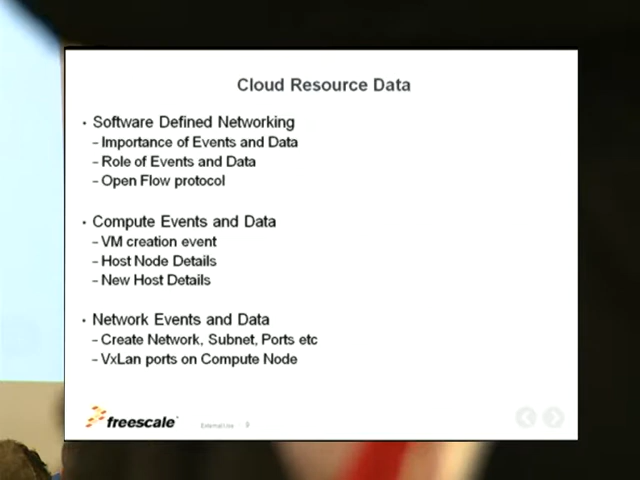 Cloud Resource Data
• Software Defined Networking
– Importance of Events and Data
– Role of Events and Data
– Open Flow protocol
• Compute Events and Data
– VM creation event
– Host Node Details
– New Host Details
• Network Events and Data
– Create Network, Subnet, Ports etc
– VxLan ports on Compute Node
freescale